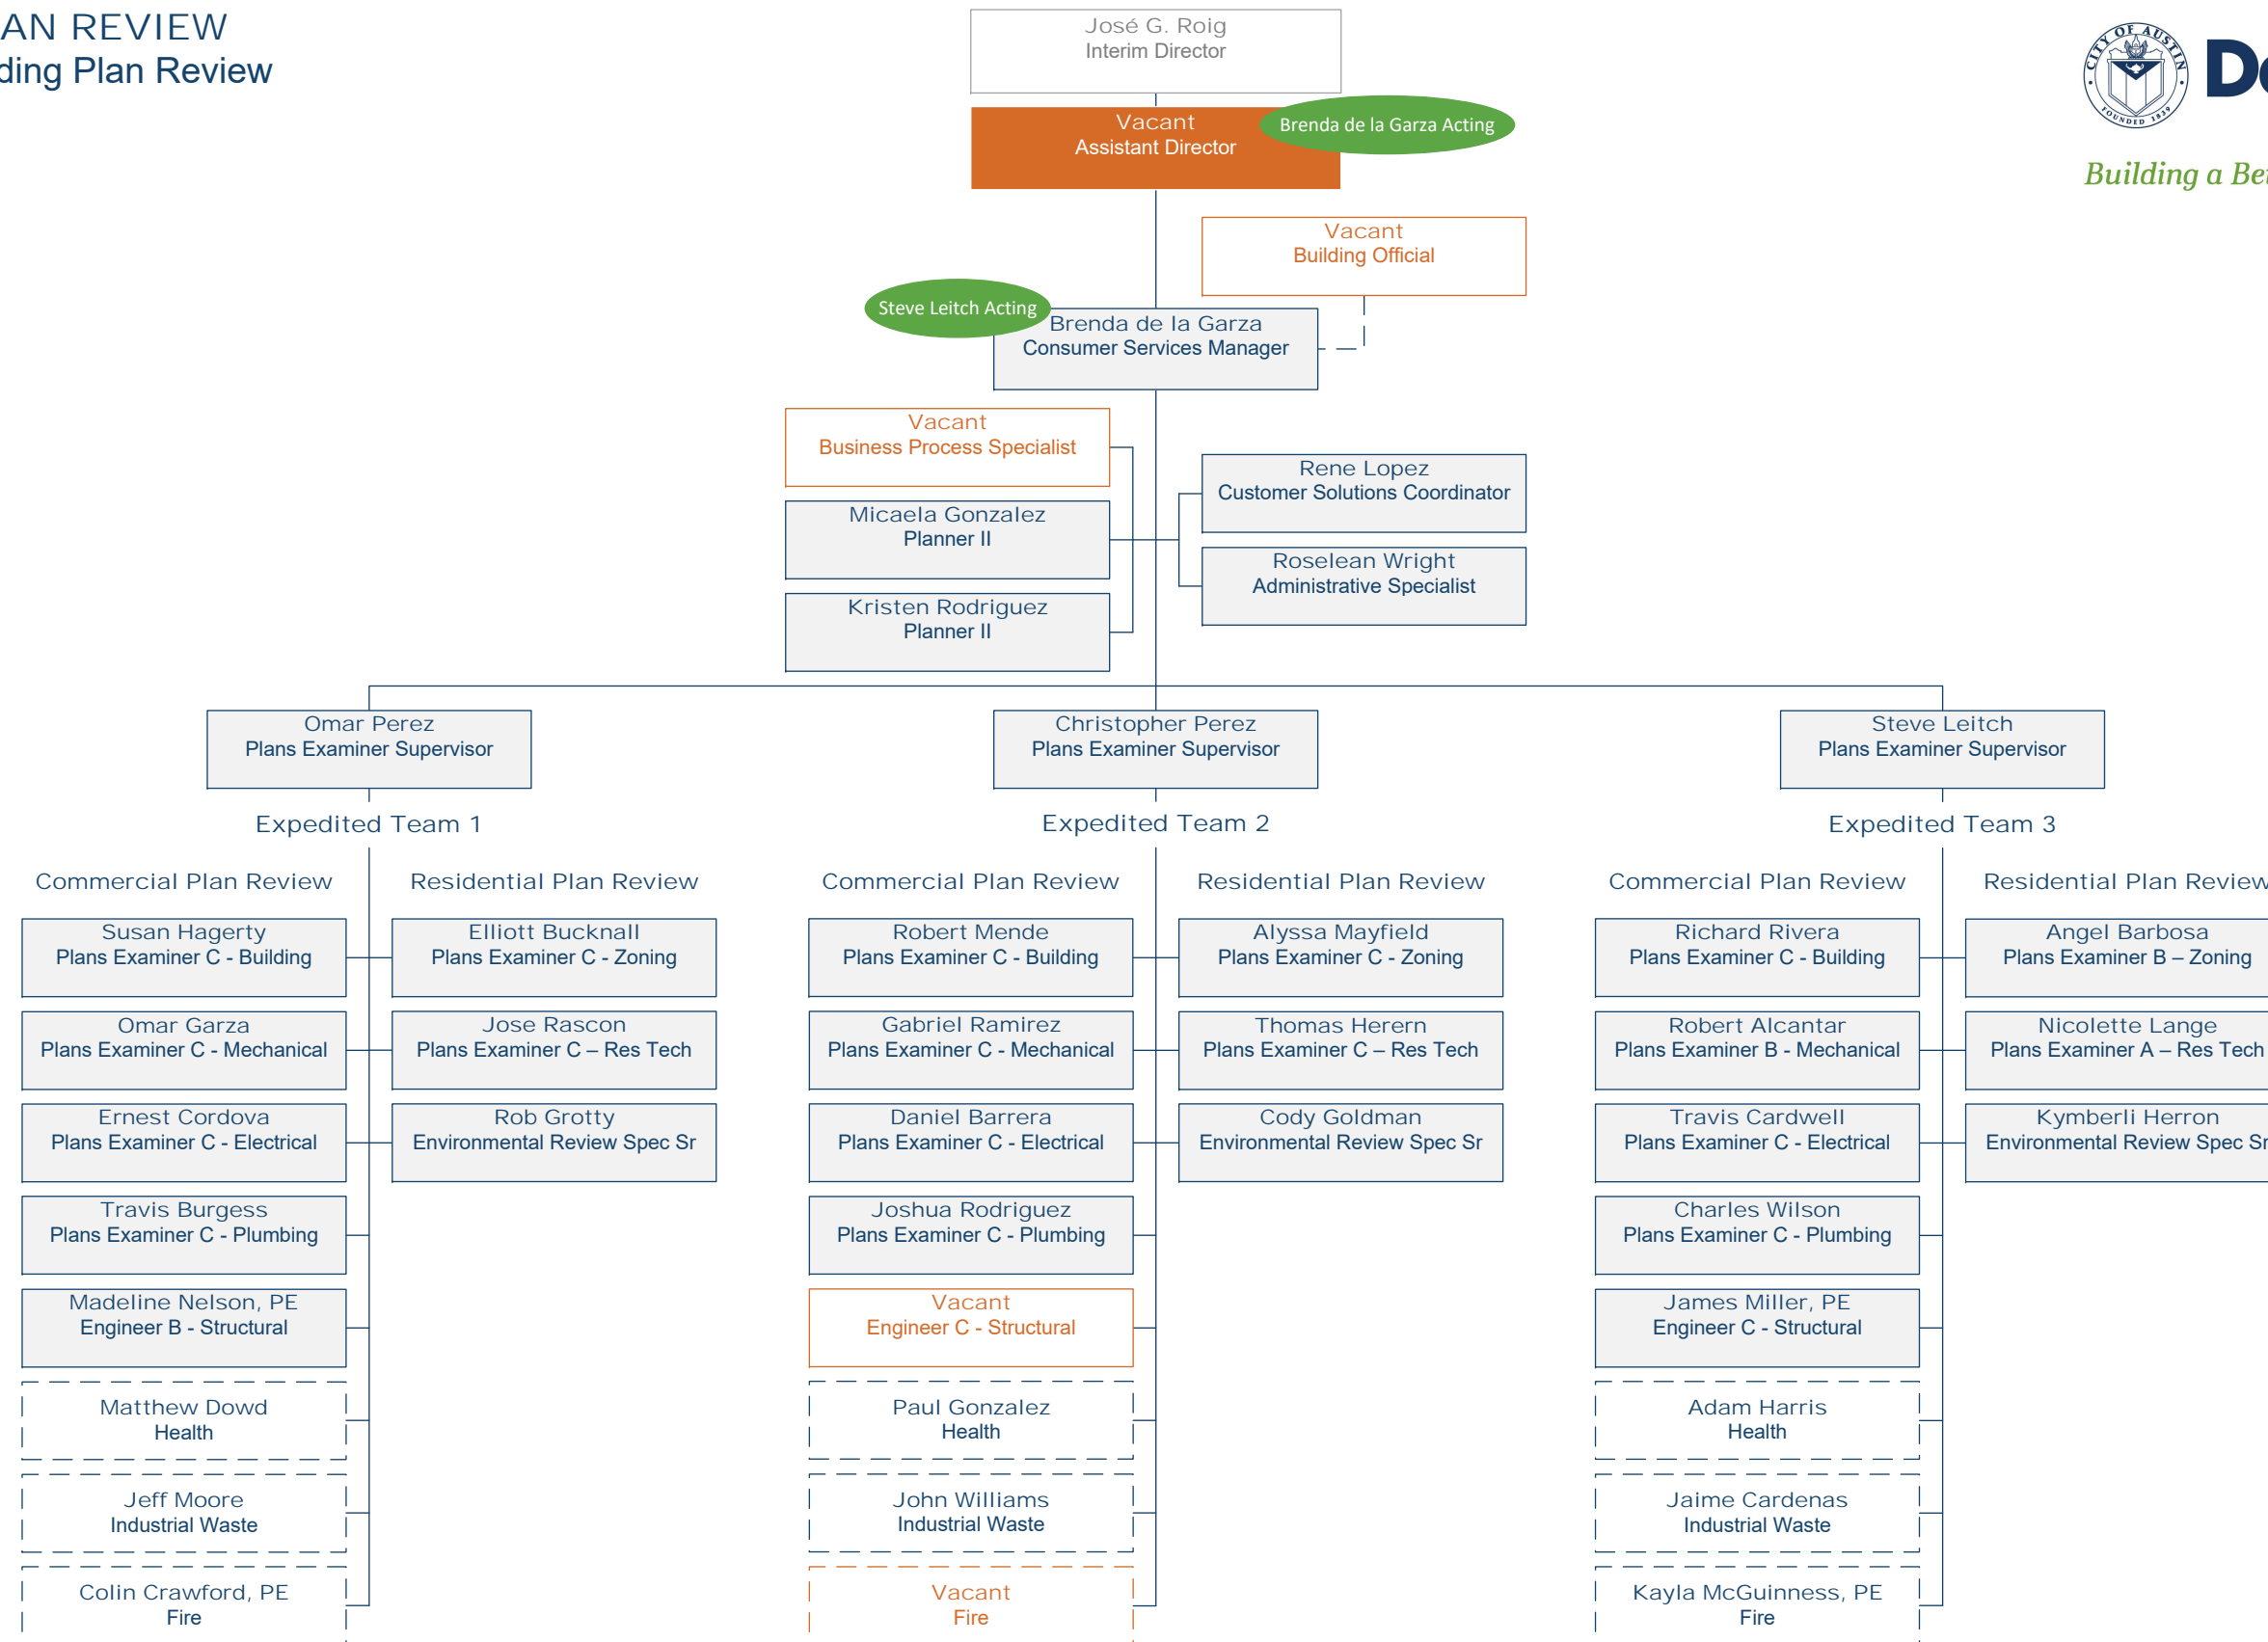 AN REVIEW
ding Plan Review
José G. Roig
Interim Director
Vacant
Assistant Director
Brenda de la Garza Acting
CITY OF AUSTIN
FOUNDED 1839
Building a
Vacant
Building Official
Steve Leitch Acting
Brenda de la Garza
Consumer Services Manager
Vacant
Business Process Specialist
Micaela Gonzalez
Planner II
Kristen Rodriguez
Planner II
Rene Lopez
Customer Solutions Coordinator
Roselean Wright
Administrative Specialist
Omar Perez
Plans Examiner Supervisor
Christopher Perez
Plans Examiner Supervisor
Steve Leitch
Plans Examiner Supervisor
Expedited Team 1
Commercial Plan Review
Susan Hagerty
Plans Examiner C - Building
Omar Garza
Plans Examiner C - Mechanical
Ernest Cordova
Plans Examiner C - Electrical
Travis Burgess
Plans Examiner C - Plumbing
Madeline Nelson, PE
Engineer B - Structural
Matthew Dowd
Health
Jeff Moore
Industrial Waste
Colin Crawford, PE
Fire
Residential Plan Review
Elliott Bucknall
Plans Examiner C - Zoning
Jose Rascon
Plans Examiner C – Res Tech
Rob Grotty
Environmental Review Spec Sr
Expedited Team 2
Commercial Plan Review
Robert Mende
Plans Examiner C - Building
Gabriel Ramirez
Plans Examiner C - Mechanical
Daniel Barrera
Plans Examiner C - Electrical
Joshua Rodriguez
Plans Examiner C - Plumbing
Vacant
Engineer C - Structural
Paul Gonzalez
Health
John Williams
Industrial Waste
Vacant
Fire
Residential Plan Review
Alyssa Mayfield
Plans Examiner C - Zoning
Thomas Herern
Plans Examiner C – Res Tech
Cody Goldman
Environmental Review Spec Sr
Expedited Team 3
Commercial Plan Review
Richard Rivera
Plans Examiner C - Building
Robert Alcantar
Plans Examiner B - Mechanical
Travis Cardwell
Plans Examiner C - Electrical
Charles Wilson
Plans Examiner C - Plumbing
James Miller, PE
Engineer C - Structural
Adam Harris
Health
Jaime Cardenas
Industrial Waste
Kayla McGuinness, PE
Fire
Residential Plan Review
Angel Barbosa
Plans Examiner B – Zoning
Nicolette Lange
Plans Examiner A – Res Tech
Kymberli Herron
Environmental Review Spec Sr